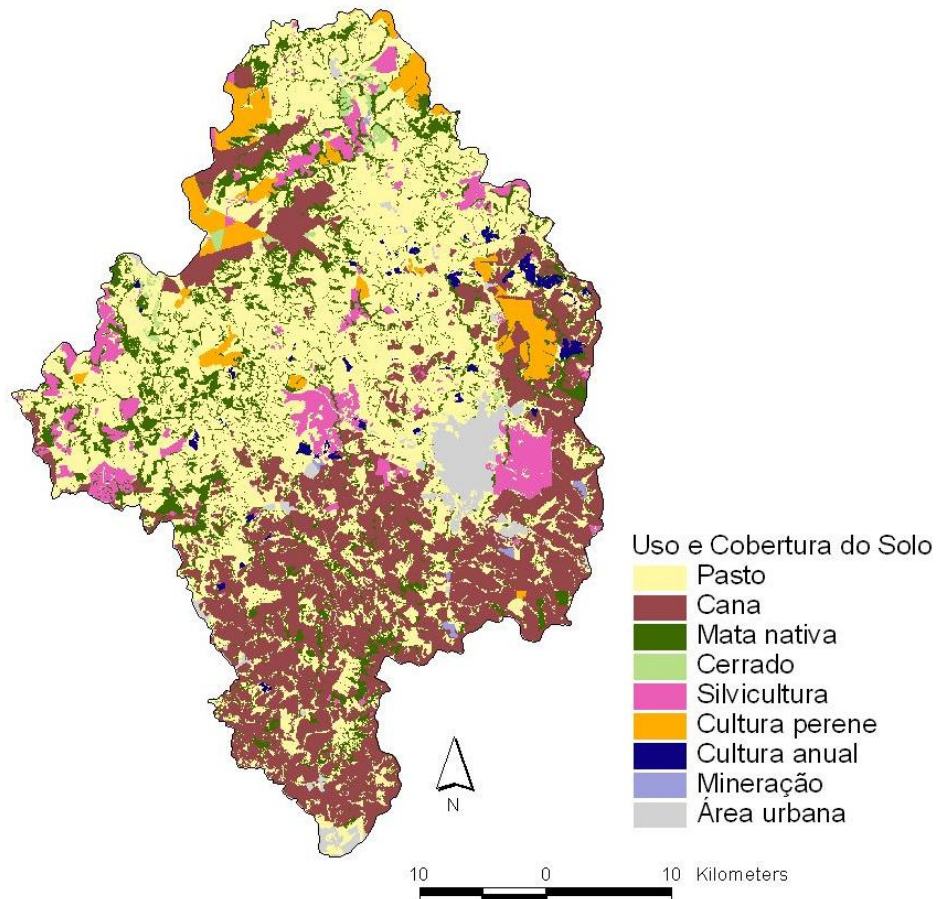 Uso e Cobertura do Solo
Pasto
Cana
Mata nativa
Cerrado
Silvicultura
Cultura perene
Cultura anual
Mineração
Área urbana
N
10 0 10 Kilometers